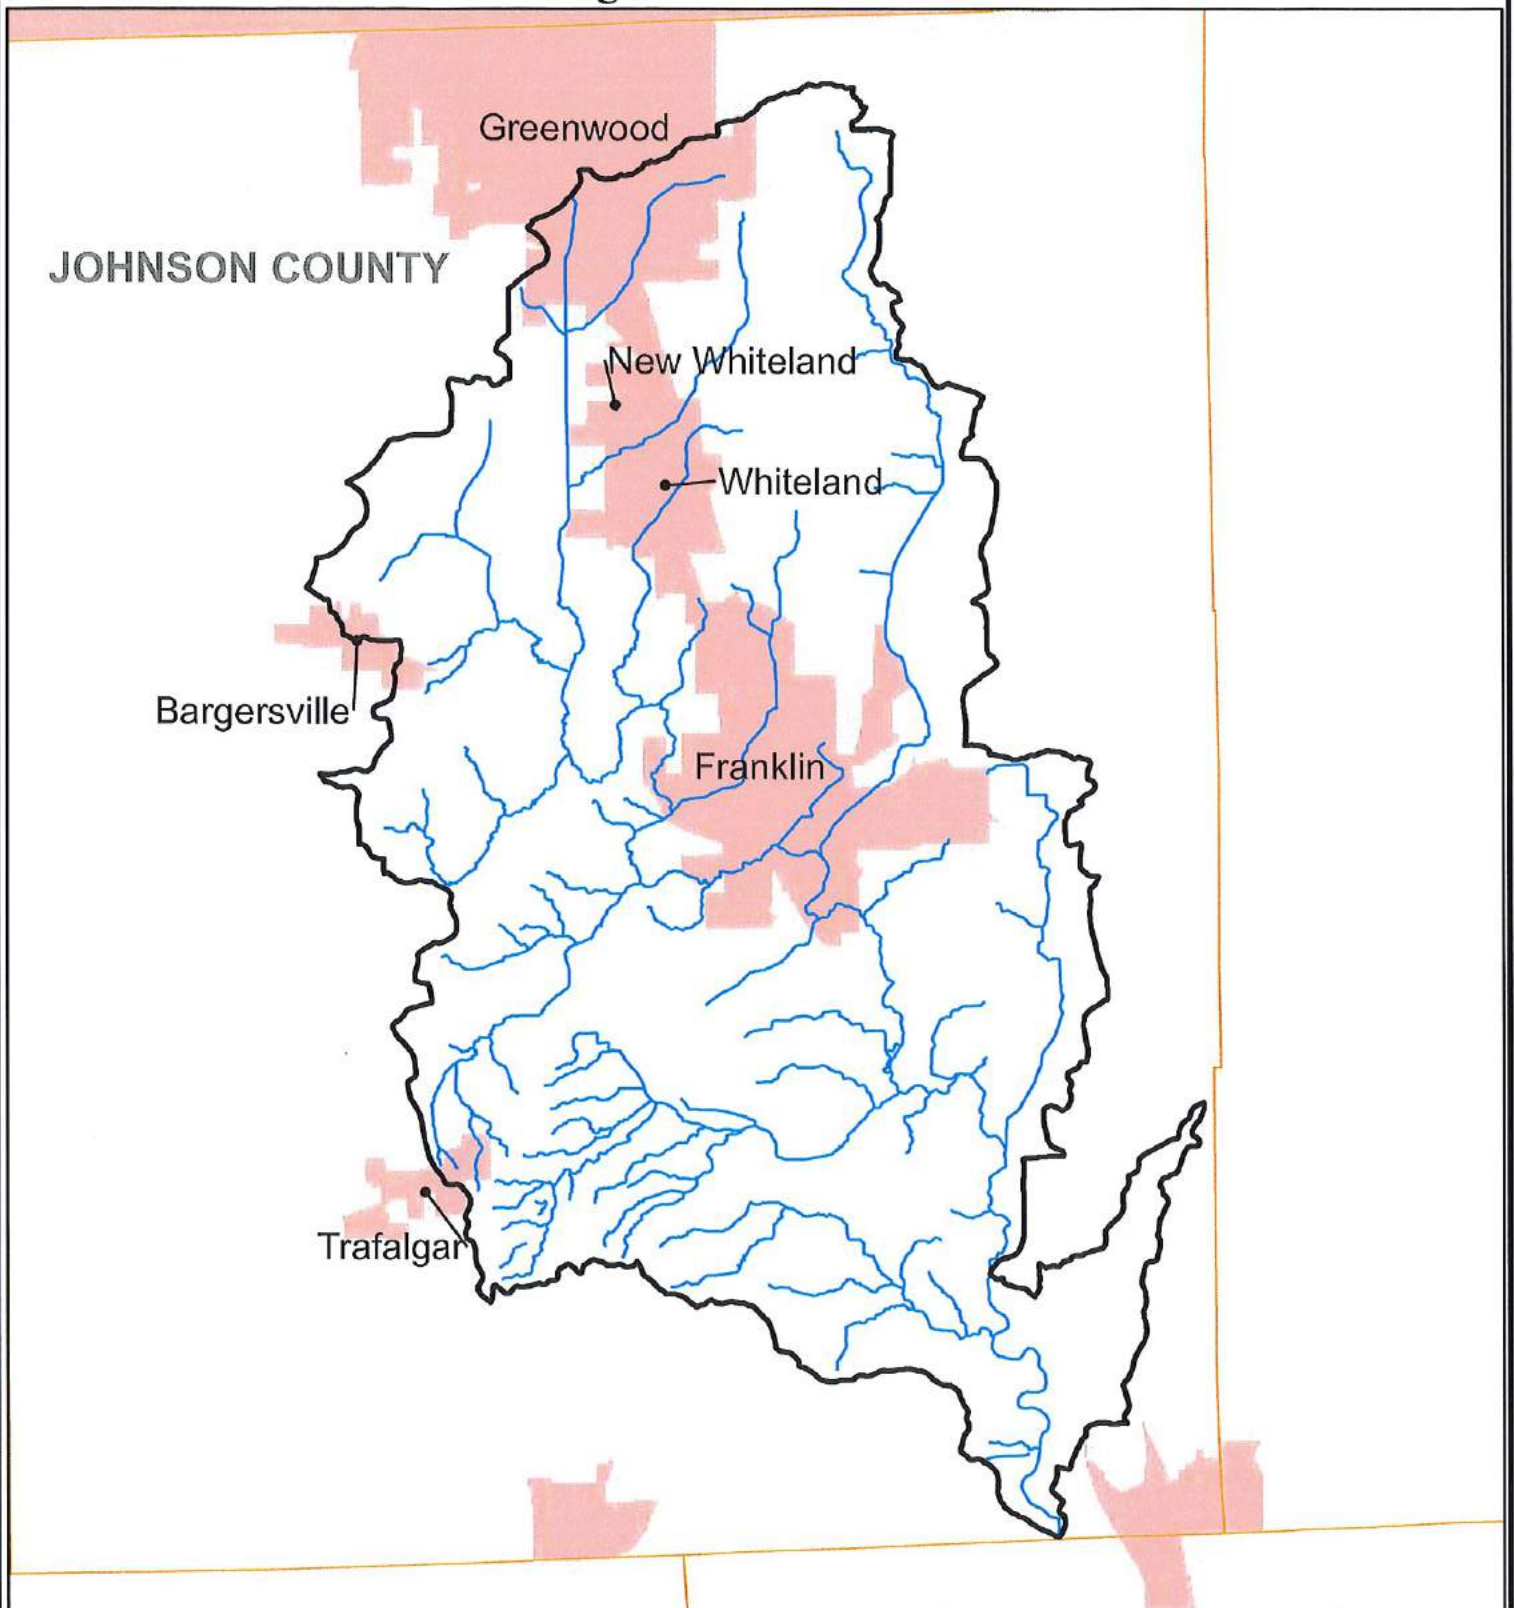 Greenwood
JOHNSON COUNTY
New Whiteland
Whiteland
Bargersville
Franklin
Trafalgar